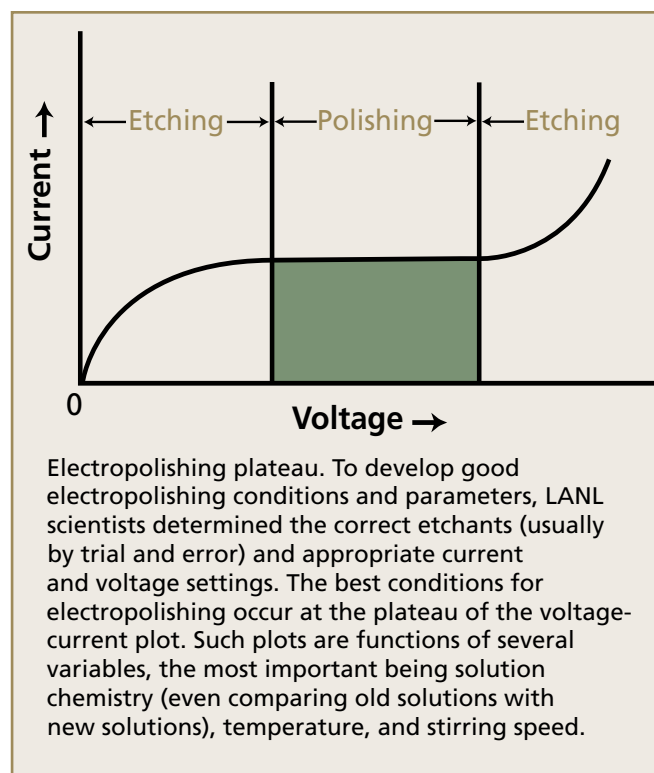 Etching Polishing Etching
Current
0
Voltage
Electropolishing plateau. To develop good
electropolishing conditions and parameters, LANL
scientists determined the correct etchants (usually
by trial and error) and appropriate current
and voltage settings. The best conditions for
electropolishing occur at the plateau of the voltage-
current plot. Such plots are functions of several
variables, the most important being solution
chemistry (even comparing old solutions with
new solutions), temperature, and stirring speed.